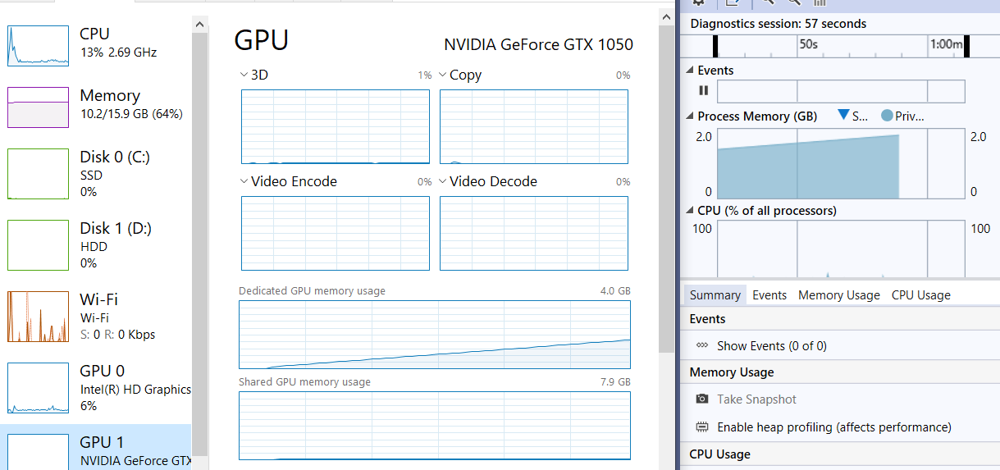 CPU
13% 2.69 GHz
Memory
10.2/15.9 GB (64%)
Disk 0 (C:)
SSD
0%
Disk 1 (D:)
HDD
0%
Wi-Fi
Wi-Fi
S: 0 R: 0 Kbps
GPU 0
Intel(R) HD Graphics
6%
GPU 1
NVIDIA GeForce GTX
GPU
NVIDIA GeForce GTX 1050
3D 1%
Copy 0%
Video Encode 0%
Video Decode 0%
Dedicated GPU memory usage 4.0 GB
Shared GPU memory usage 7.9 GB
Diagnostics session: 57 seconds
50s 1:00m
Events
Process Memory (GB) S... Priv...
2.0 2.0
0 0
CPU (% of all processors)
100 100
Summary Events Memory Usage CPU Usage
Events
Show Events (0 of 0)
Memory Usage
Take Snapshot
Enable heap profiling (affects performance)
CPU Usage